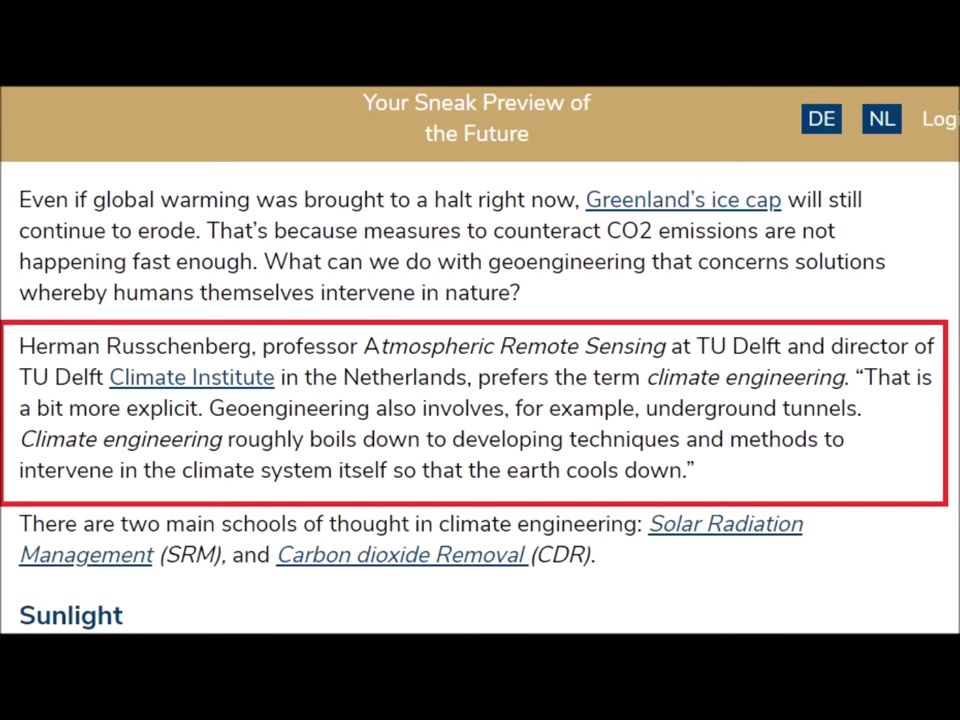 Your Sneak Preview of
the Future
DE NL Logi
Even if global warming was brought to a halt right now, Greenland’s ice cap will still
continue to erode. That’s because measures to counteract CO2 emissions are not
happening fast enough. What can we do with geoengineering that concerns solutions
whereby humans themselves intervene in nature?
Herman Russchenberg, professor Atmospheric Remote Sensing at TU Delft and director of
TU Delft Climate Institute in the Netherlands, prefers the term climate engineering. “That is
a bit more explicit. Geoengineering also involves, for example, underground tunnels.
Climate engineering roughly boils down to developing techniques and methods to
intervene in the climate system itself so that the earth cools down.”
There are two main schools of thought in climate engineering: Solar Radiation
Management (SRM), and Carbon dioxide Removal (CDR).
Sunlight